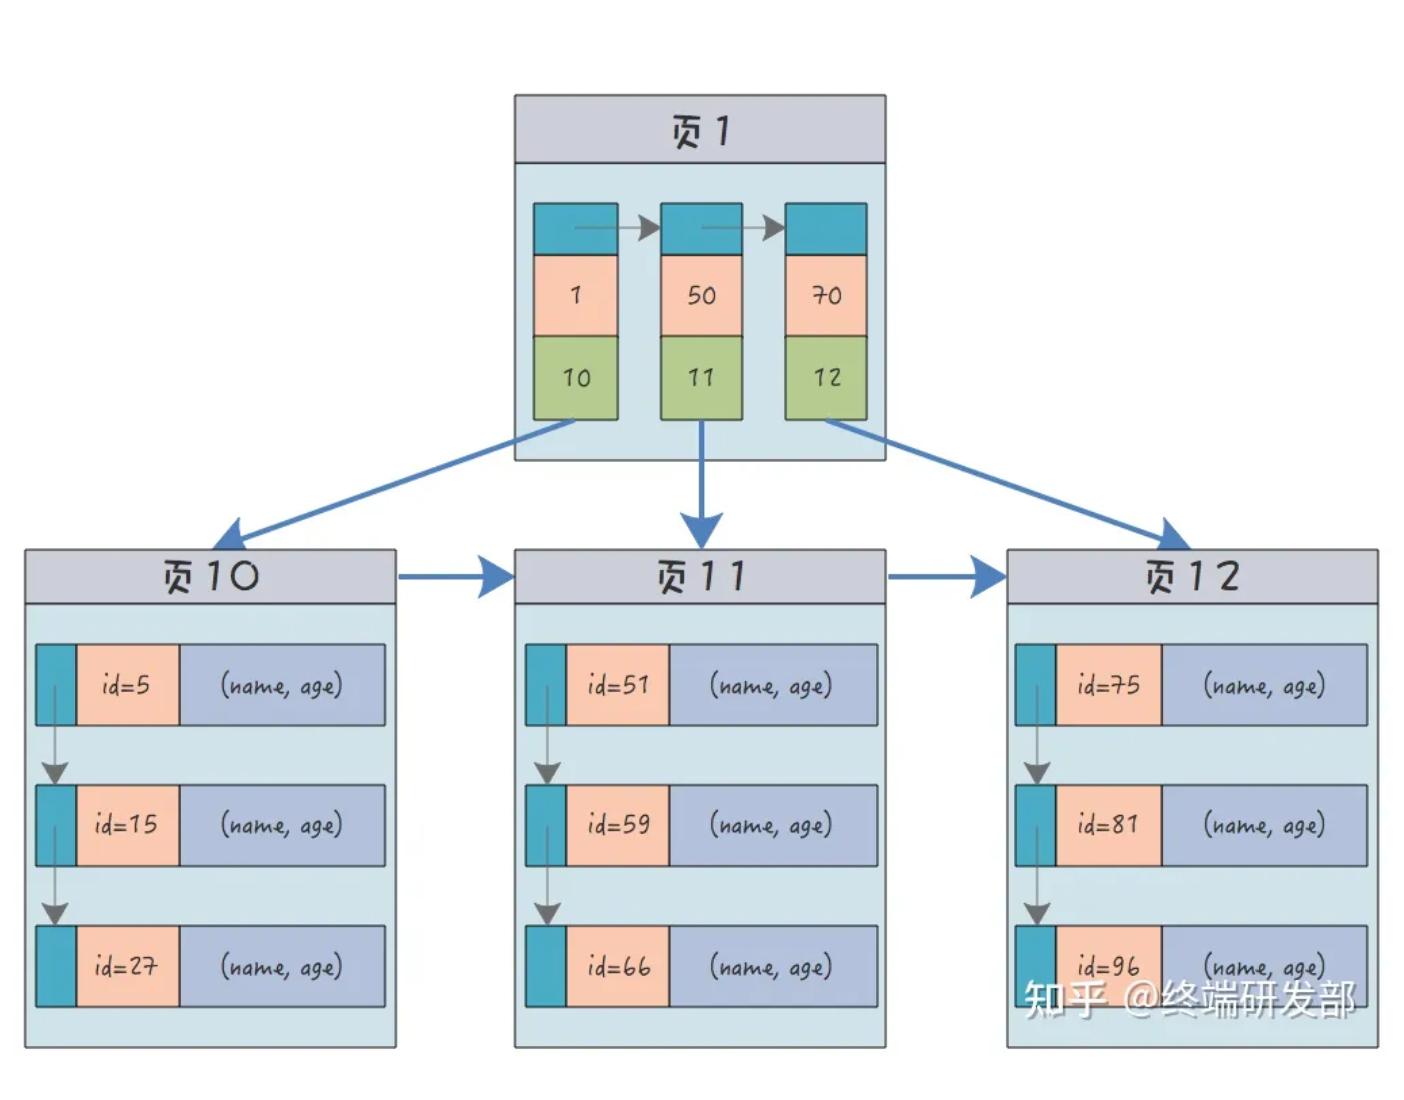 页 1
1 50 70
10 11 12
页 10 页 11 页 12
id=5 (name, age) id=51 (name, age) id=75 (name, age)
id=15 (name, age) id=59 (name, age) id=81 (name, age)
id=27 (name, age) id=66 (name, age) id=96 (name, age)
知乎 @终端研发部